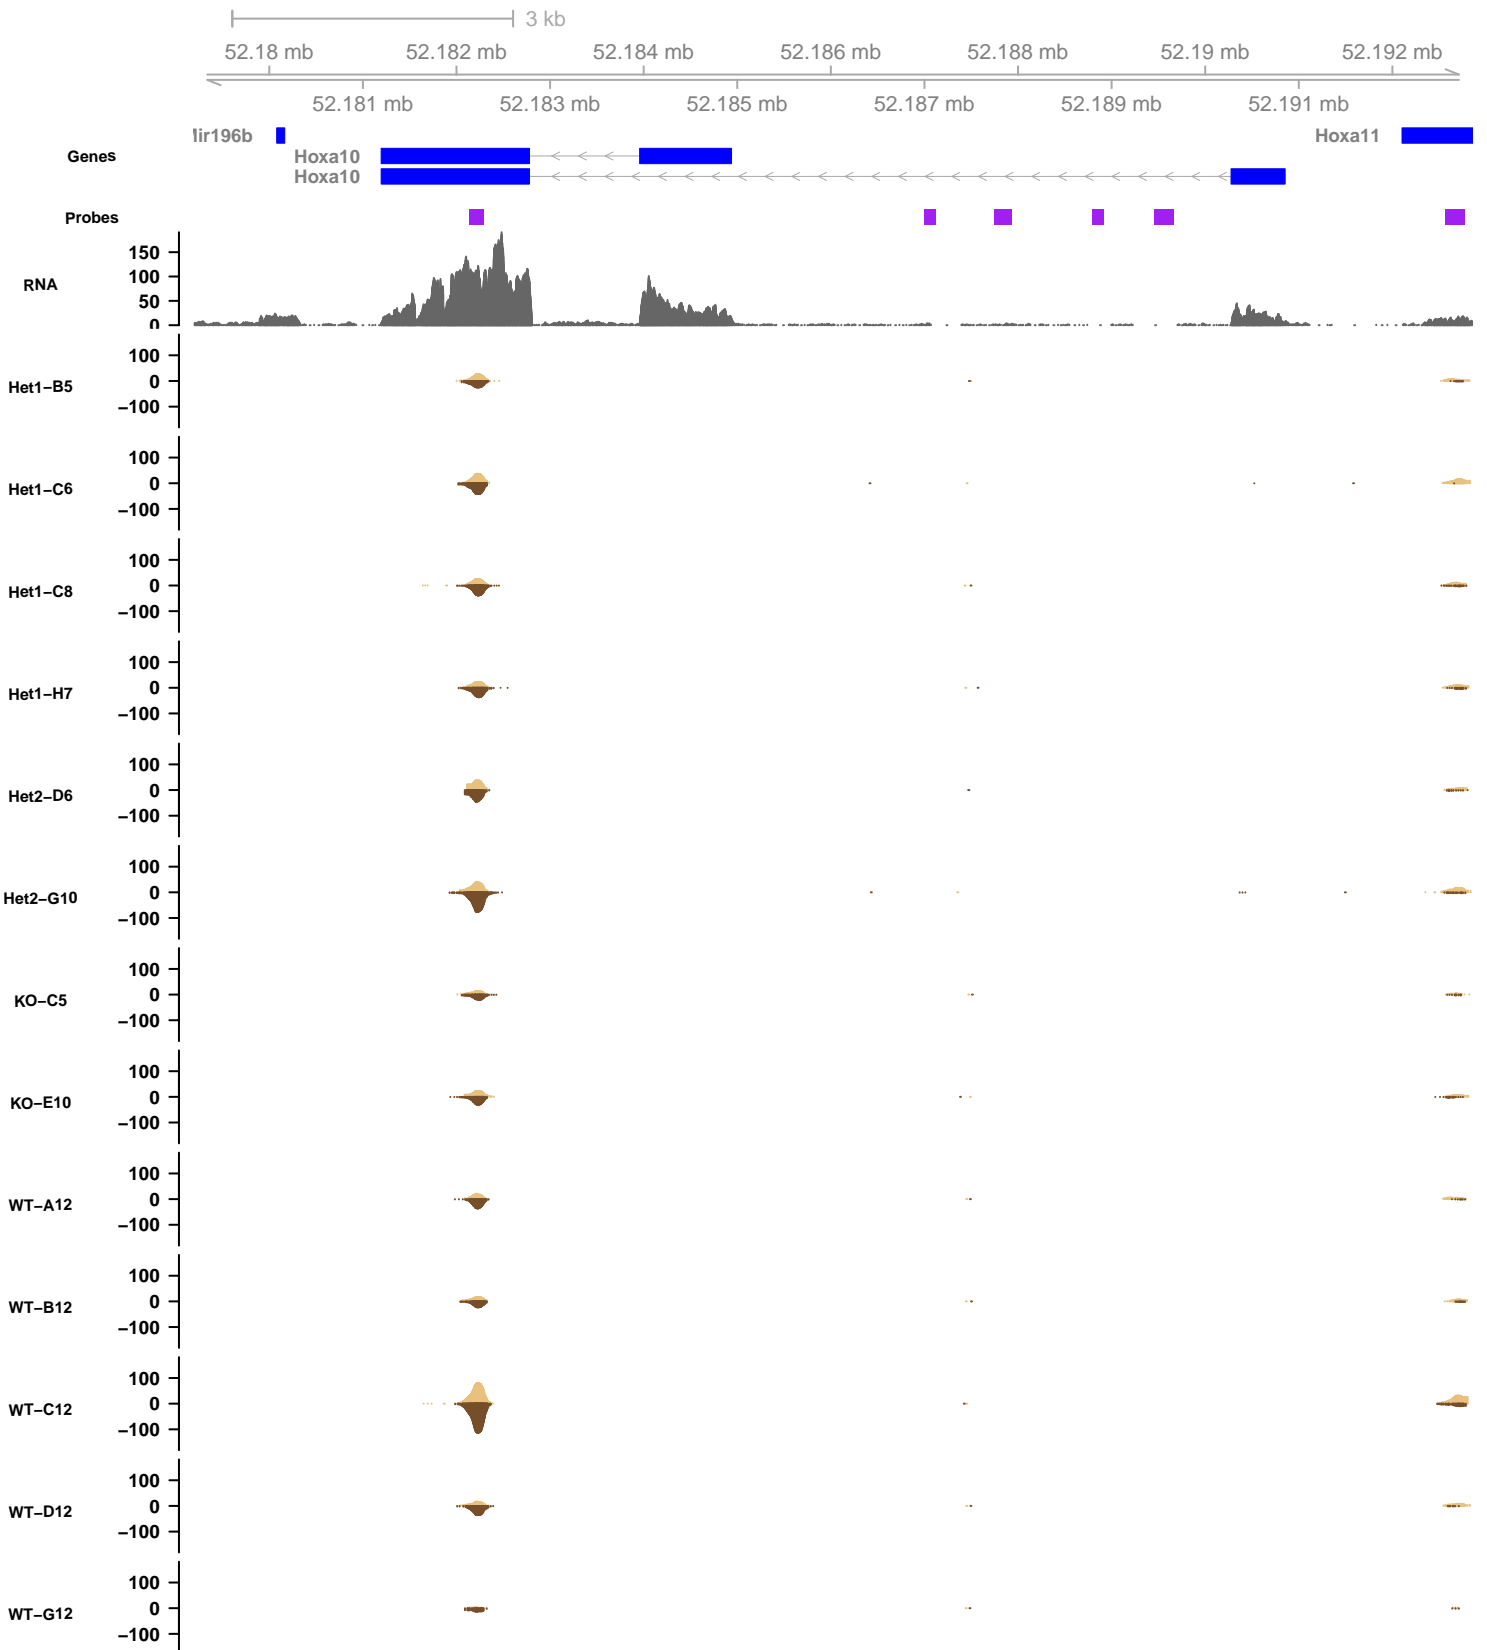 3 kb
52.18 mb 52.182 mb 52.184 mb 52.186 mb 52.188 mb 52.19 mb 52.192 mb
52.181 mb 52.183 mb 52.185 mb 52.187 mb 52.189 mb 52.191 mb
lir196b Hoxa11
Genes Hoxa10
Hoxa10
Probes
150
100
RNA
50
0
100
Het1–B5 0
–100
100
Het1–C6 0
–100
100
Het1–C8 0
–100
100
Het1–H7 0
–100
100
Het2–D6 0
–100
100
Het2–G10 0
–100
100
KO–C5 0
–100
100
KO–E10 0
–100
100
WT–A12 0
–100
100
WT–B12 0
–100
100
WT–C12 0
–100
100
WT–D12 0
–100
100
WT–G12 0
–100